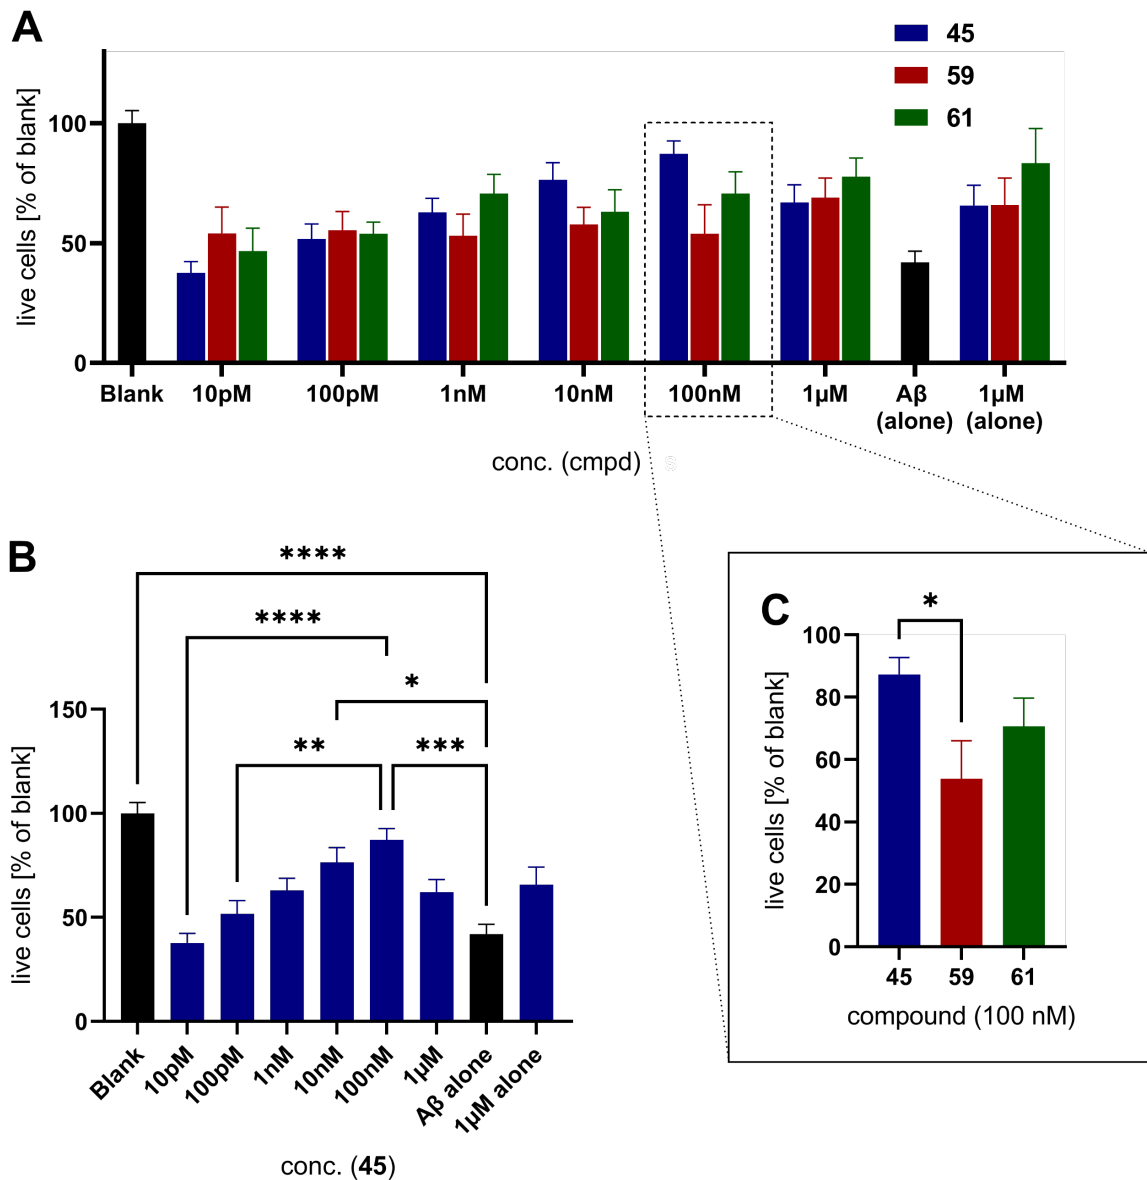 A
45
59
61
live cells [% of blank]
100
50
0
Blank
10pM
100pM
1nM
10nM
100nM
1µM
Aβ
(alone)
1µM
(alone)
conc. (cmpd)
s
B
****
****
*
**
***
live cells [% of blank]
150
100
50
0
Blank
10pM
100pM
1nM
10nM
100nM
1µM
Aβ alone
1µM alone
conc. (45)
C
*
live cells [% of blank]
100
80
60
40
20
0
45
59
61
compound (100 nM)